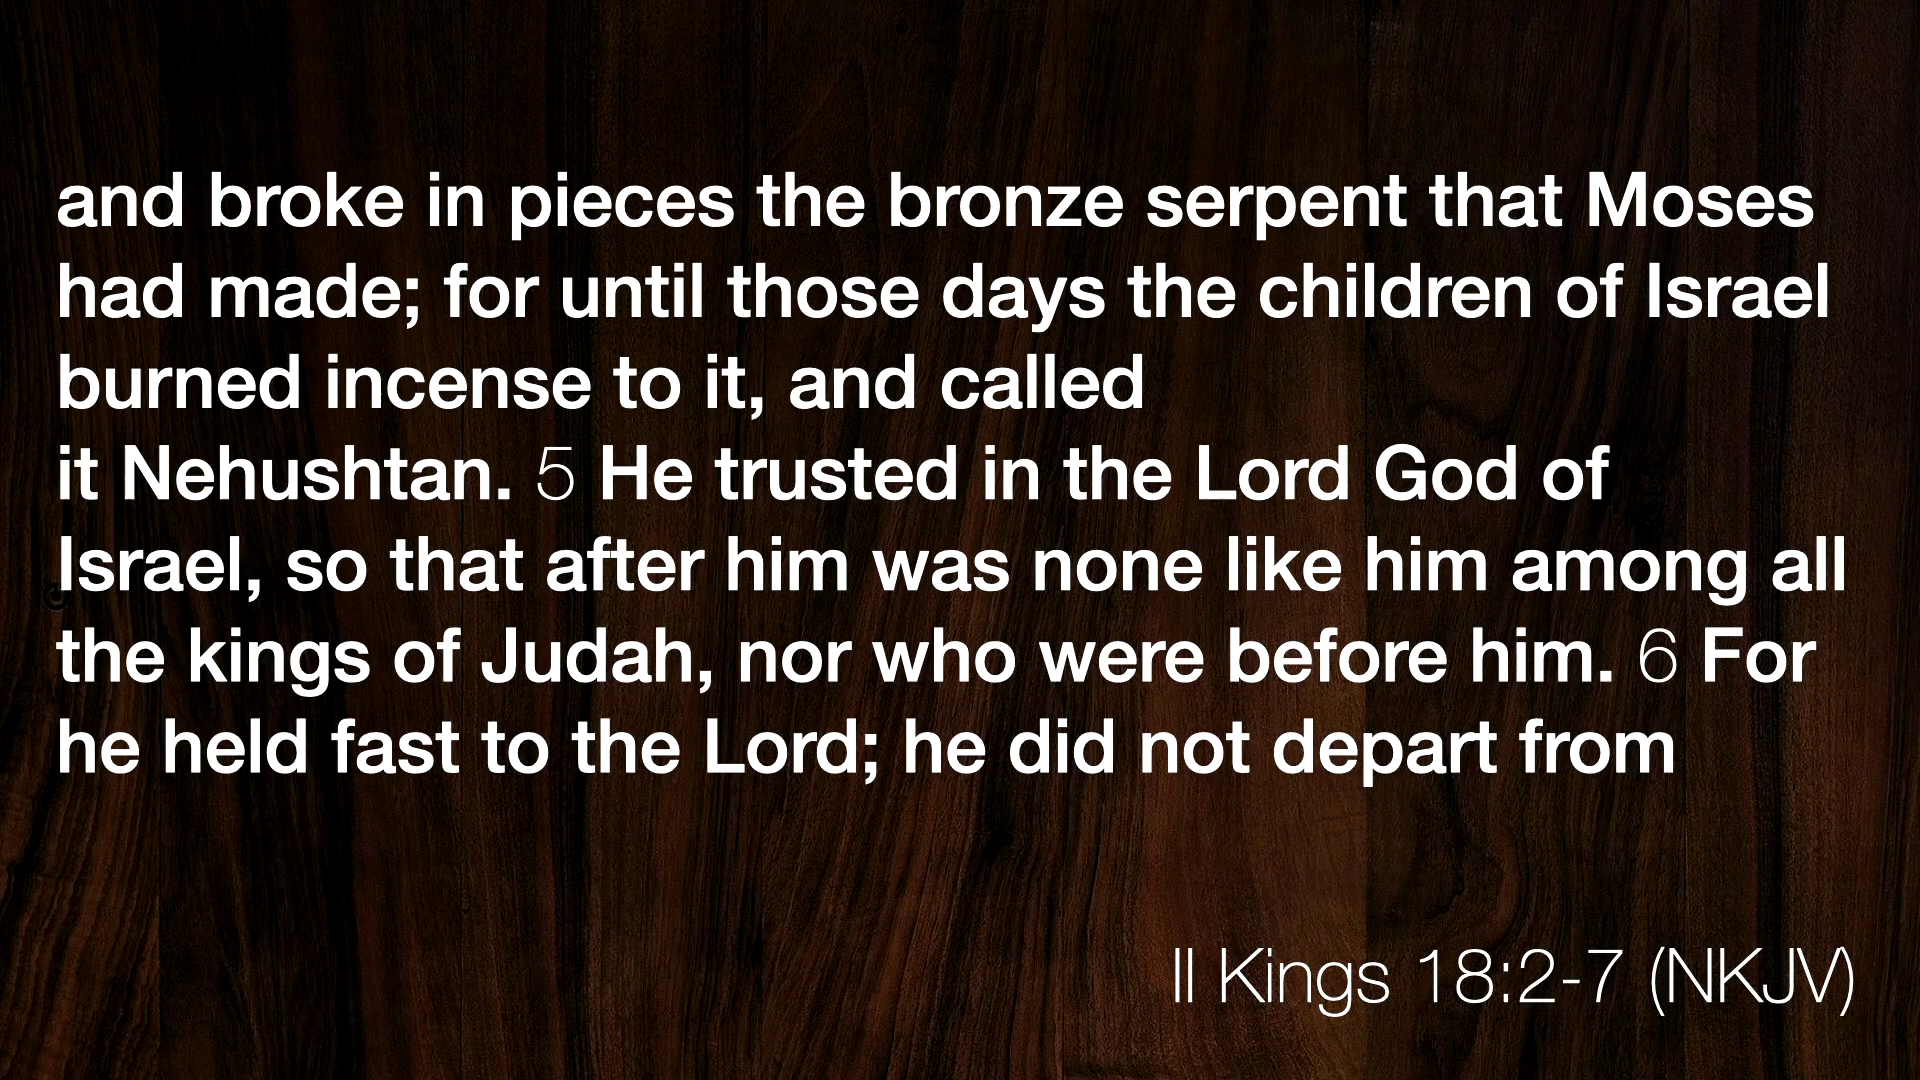 and broke in pieces the bronze serpent that Moses
had made; for until those days the children of Israel
burned incense to it, and called
it Nehushtan. 5 He trusted in the Lord God of
Israel, so that after him was none like him among all
the kings of Judah, nor who were before him. 6 For
he held fast to the Lord; he did not depart from
II Kings 18:2-7 (NKJV)